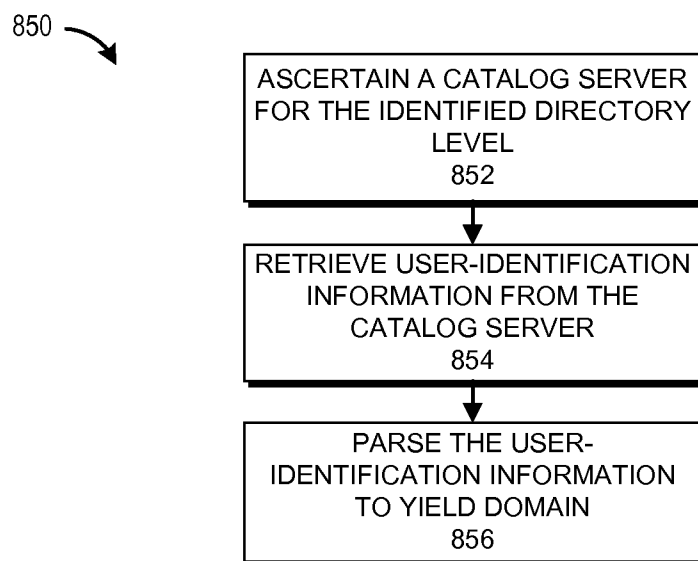 850
ASCERTAIN A CATALOG SERVER
FOR THE IDENTIFIED DIRECTORY
LEVEL
852
RETRIEVE USER-IDENTIFICATION
INFORMATION FROM THE
CATALOG SERVER
854
PARSE THE USER-
IDENTIFICATION INFORMATION
TO YIELD DOMAIN
856